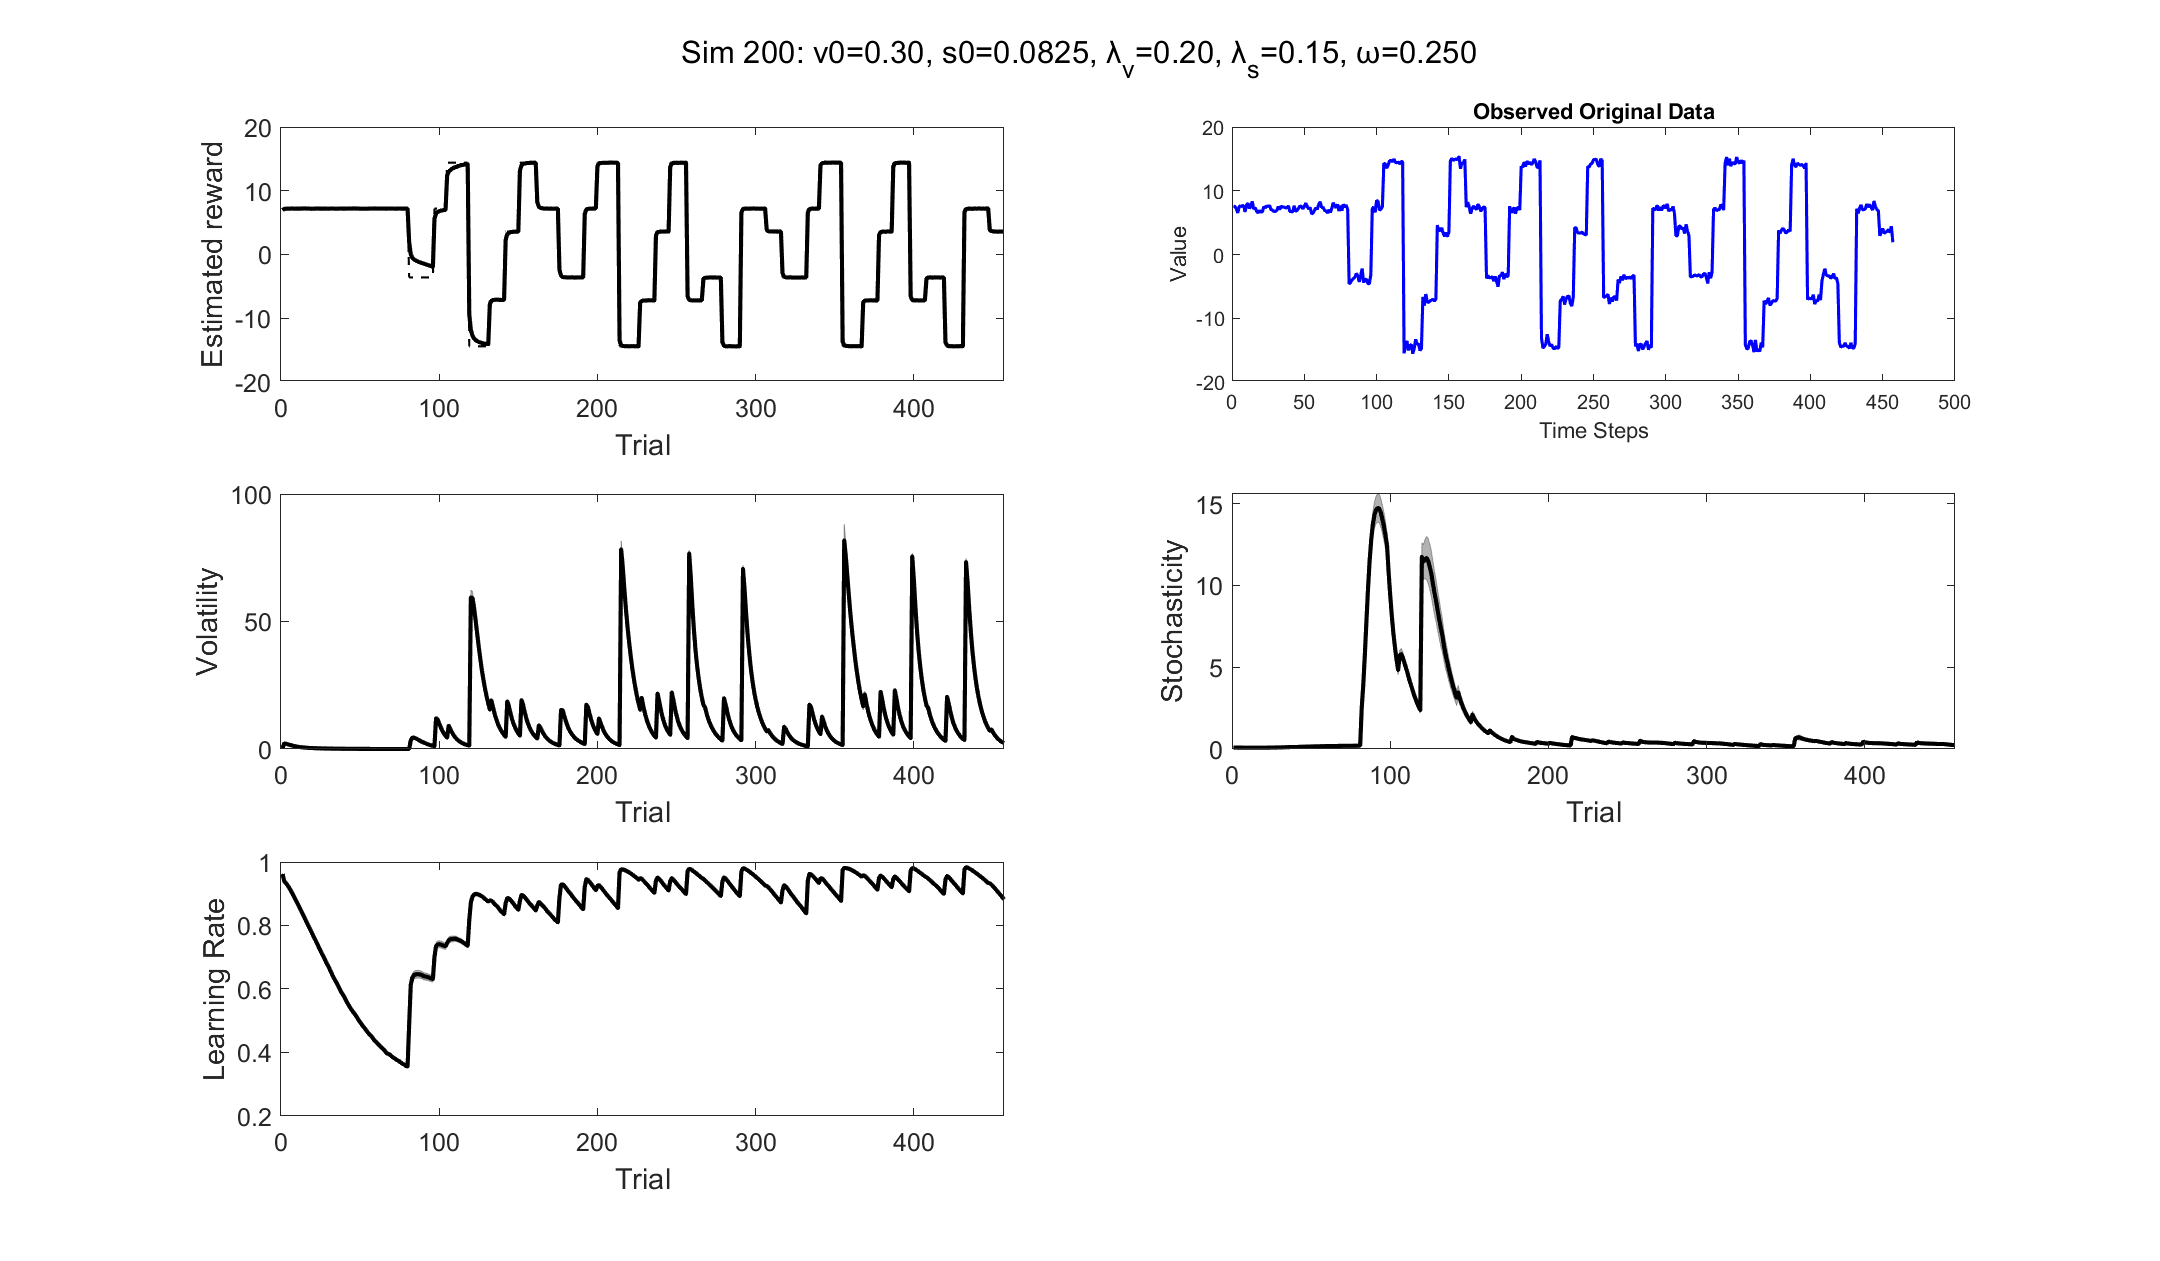 Sim 200: v0=0.30, s0=0.0825, λv=0.20, λs=0.15, ω=0.250
Estimated reward
20
10
0
-10
-20
0 100 200 300 400
Trial
Observed Original Data
Value
20
10
0
-10
-20
0 50 100 150 200 250 300 350 400 450 500
Time Steps
Volatility
100
50
0
0 100 200 300 400
Trial
Stochasticity
15
10
5
0
0 100 200 300 400
Trial
Learning Rate
1
0.8
0.6
0.4
0.2
0 100 200 300 400
Trial